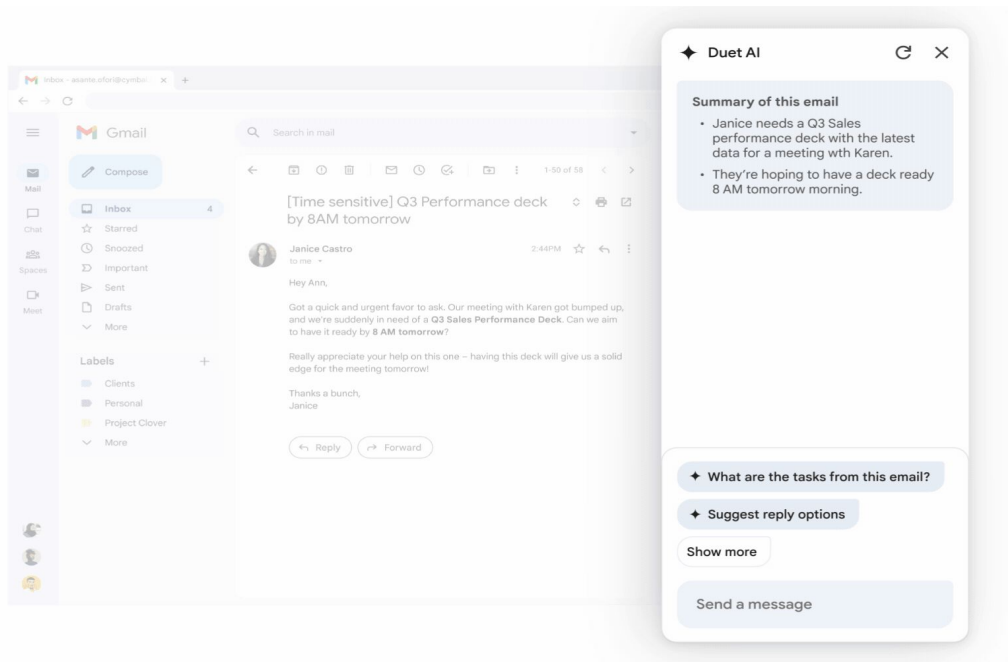 Inbox - asante.ofori@cymbal
Gmail
Search in mail
Compose
1-50 of 58
Mail
Chat
Spaces
Meet
Inbox 4
Starred
Snoozed
Important
Sent
Drafts
More
Labels
Clients
Personal
Project Clover
More
[Time sensitive] Q3 Performance deck
by 8AM tomorrow
Janice Castro 2:44PM
to me
Hey Ann,
Got a quick and urgent favor to ask. Our meeting with Karen got bumped up,
and we're suddenly in need of a Q3 Sales Performance Deck. Can we aim
to have it ready by 8 AM tomorrow?
Really appreciate your help on this one – having this deck will give us a solid
edge for the meeting tomorrow!
Thanks a bunch,
Janice
Reply
Forward
Duet AI
Summary of this email
• Janice needs a Q3 Sales
performance deck with the latest
data for a meeting wth Karen.
• They're hoping to have a deck ready
8 AM tomorrow morning.
What are the tasks from this email?
Suggest reply options
Show more
Send a message